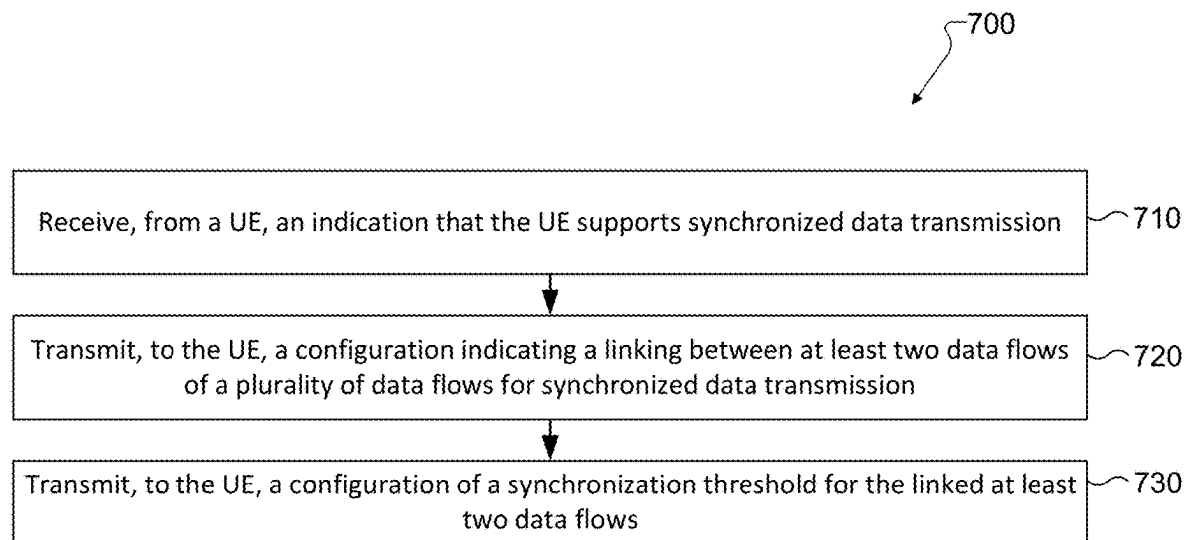 700
Receive, from a UE, an indication that the UE supports synchronized data transmission
710
Transmit, to the UE, a configuration indicating a linking between at least two data flows
of a plurality of data flows for synchronized data transmission
720
Transmit, to the UE, a configuration of a synchronization threshold for the linked at least
two data flows
730